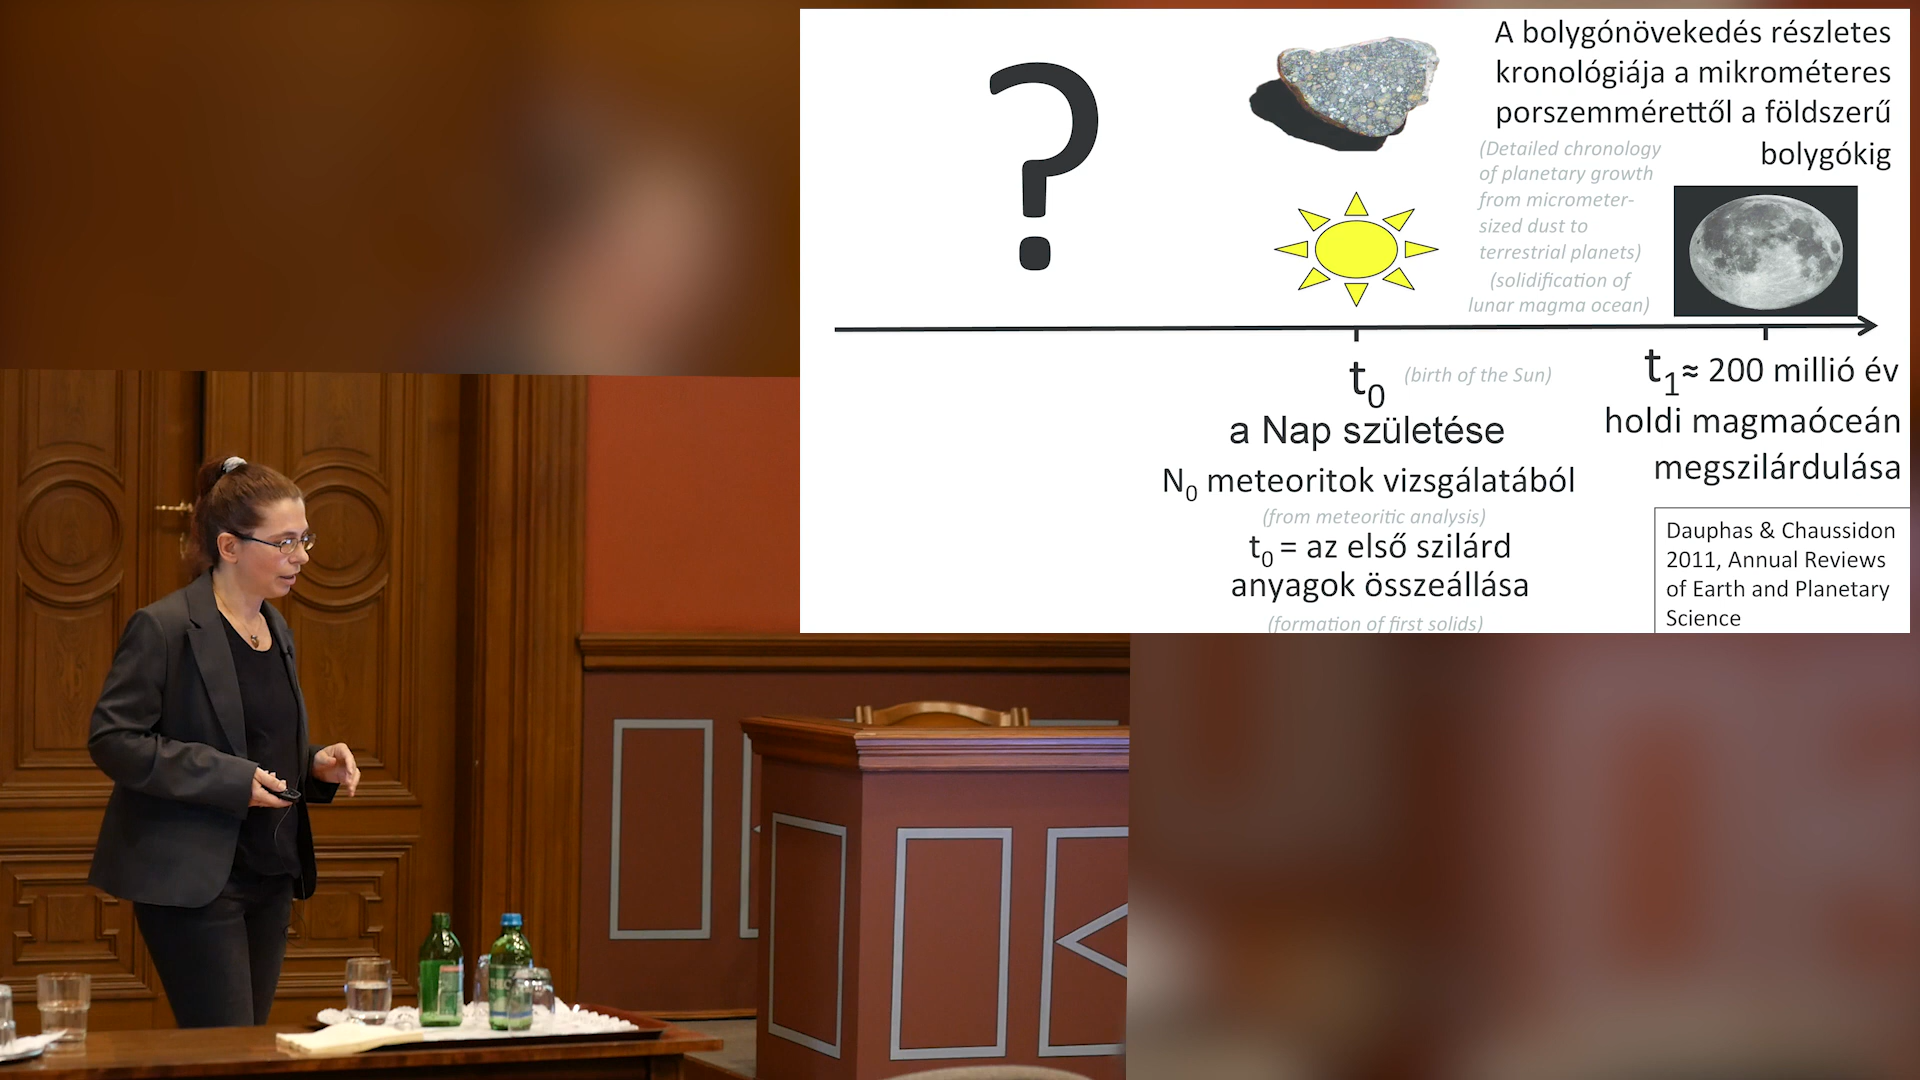 ?
A bolygónövekedés részletes
kronológiája a mikrométeres
porszemmérettől a földszerű
bolygókig
(Detailed chronology
of planetary growth
from micrometer-
sized dust to
terrestrial planets)
(solidification of
lunar magma ocean)
t₀ (birth of the Sun)
a Nap születése
N₀ meteoritok vizsgálatából
(from meteoritic analysis)
t₀ = az első szilárd
anyagok összeállása
(formation of first solids)
t₁≈ 200 millió év
holdi magmaóceán
megszilárdulása
Dauphas & Chaussidon
2011, Annual Reviews
of Earth and Planetary
Science